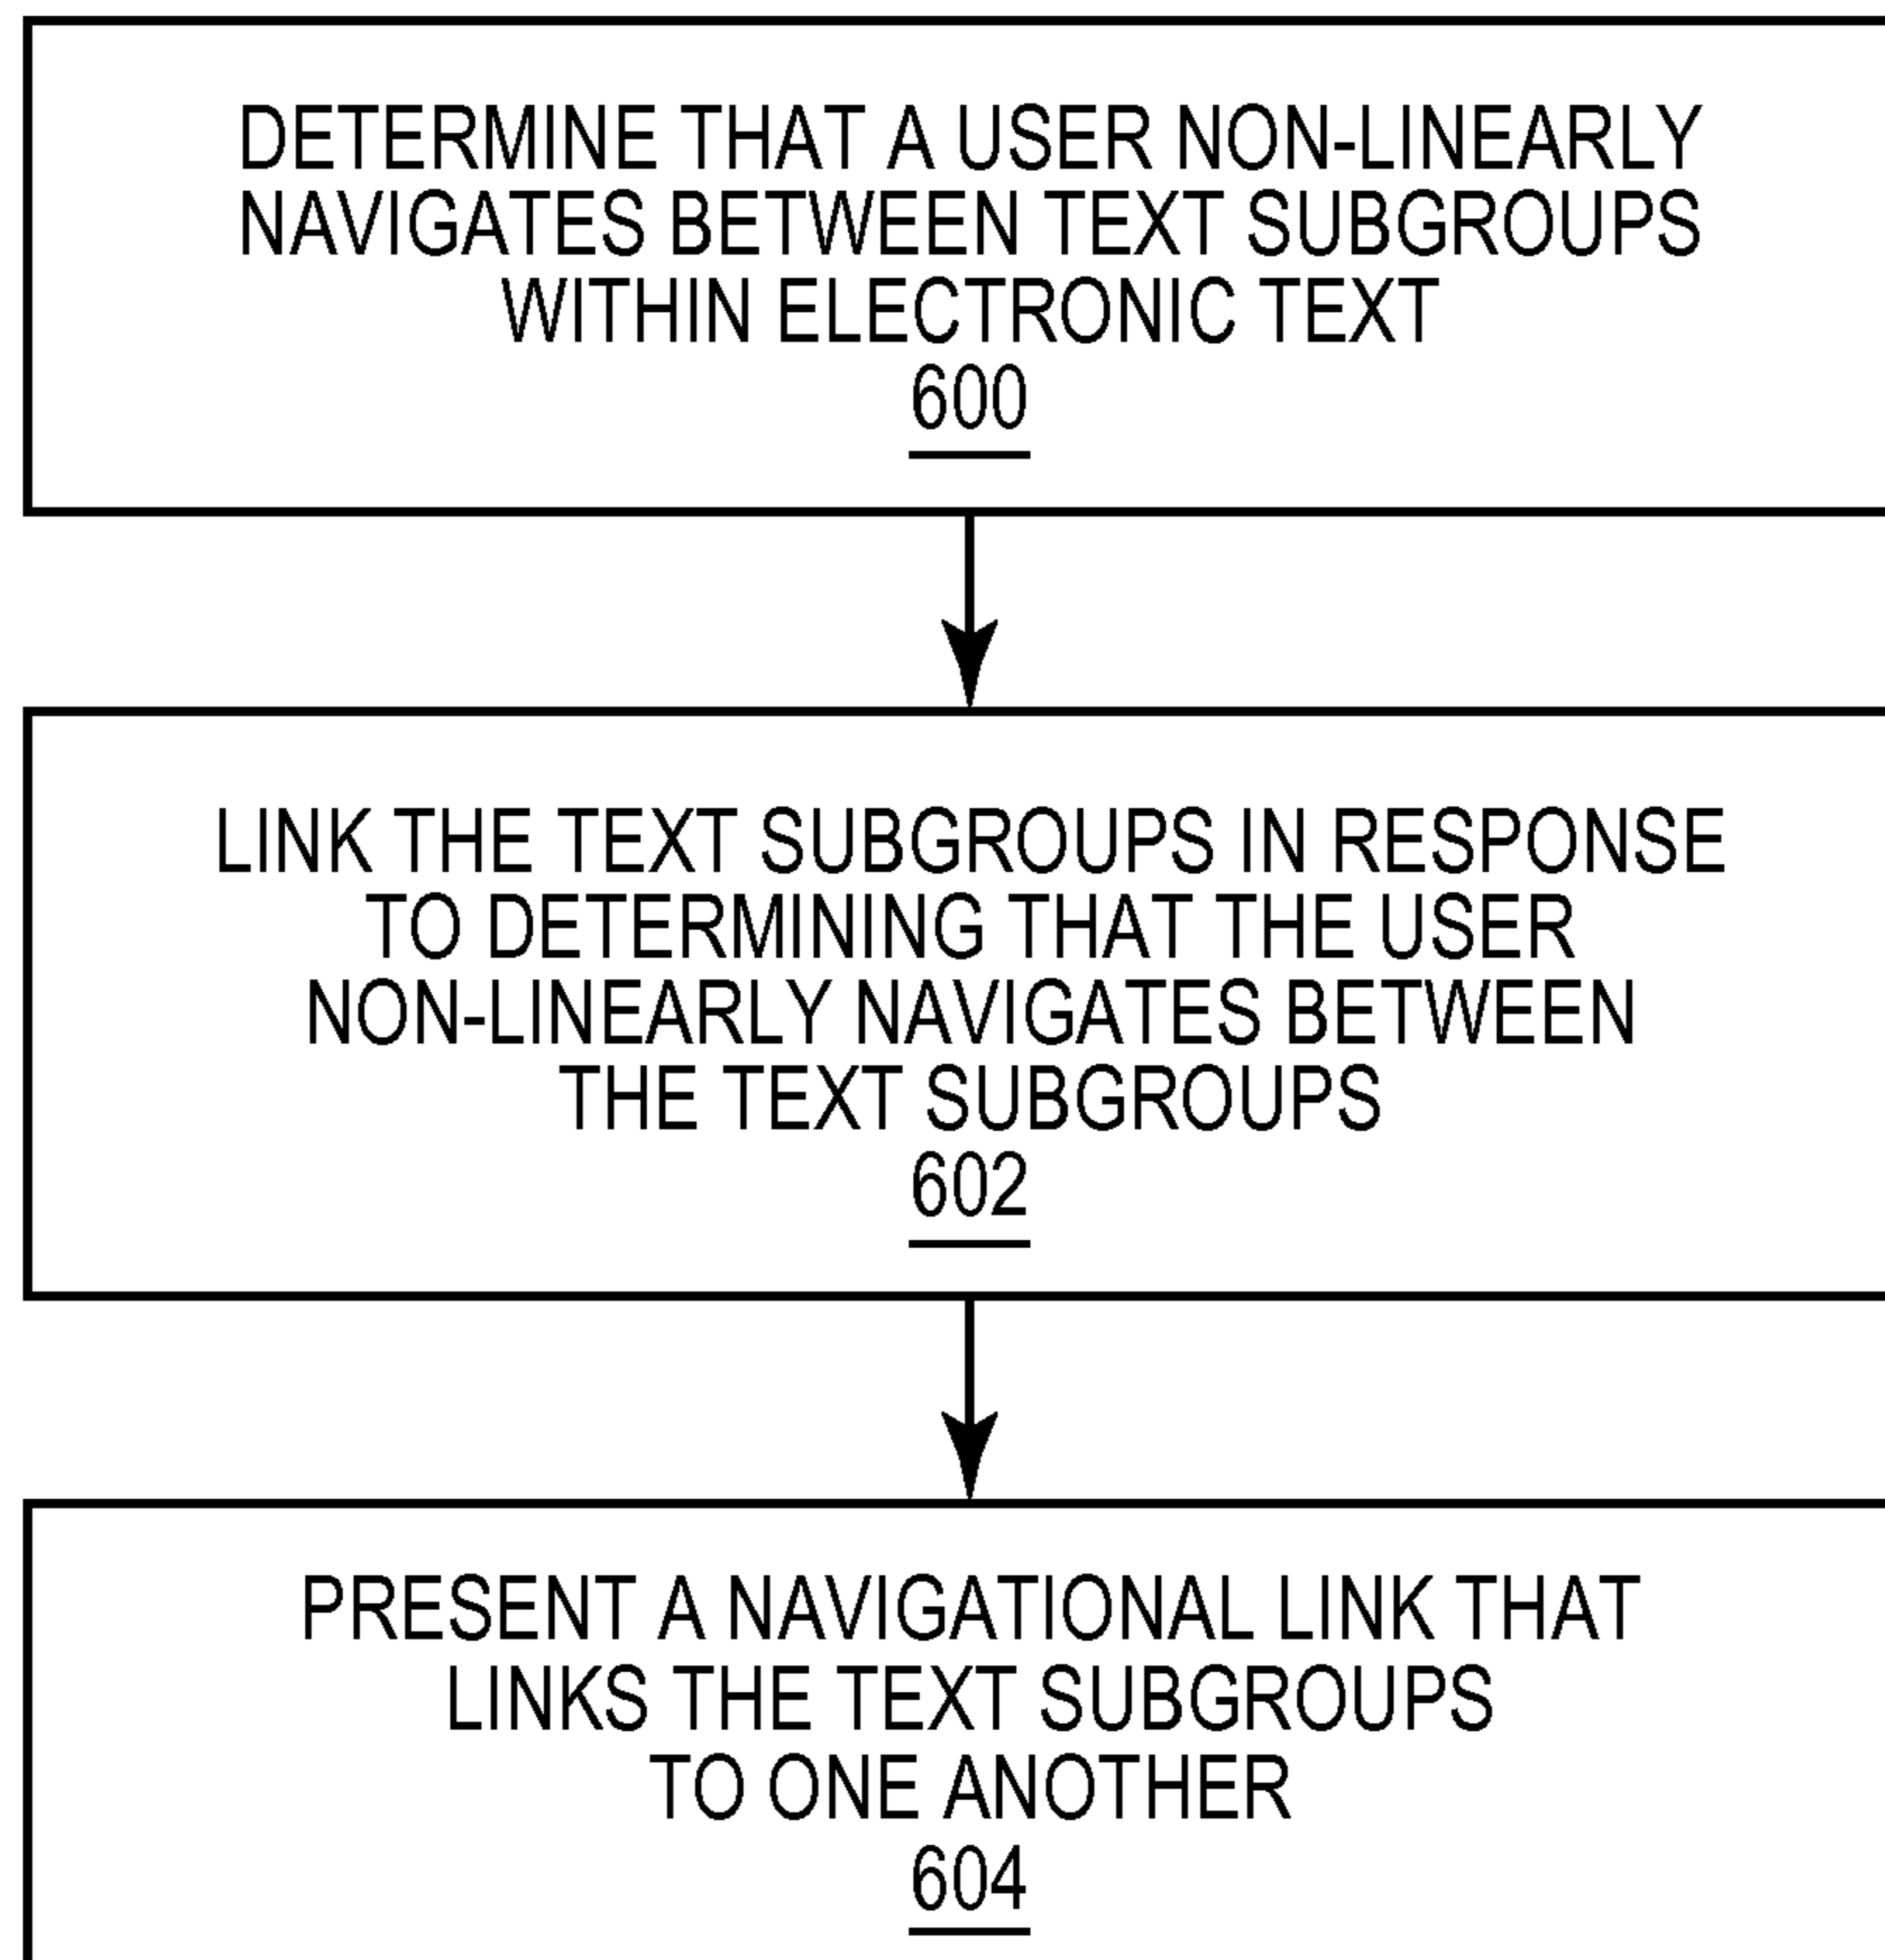 DETERMINE THAT A USER NON-LINEARLY
NAVIGATES BETWEEN TEXT SUBGROUPS
WITHIN ELECTRONIC TEXT
600
LINK THE TEXT SUBGROUPS IN RESPONSE
TO DETERMINING THAT THE USER
NON-LINEARLY NAVIGATES BETWEEN
THE TEXT SUBGROUPS
602
PRESENT A NAVIGATIONAL LINK THAT
LINKS THE TEXT SUBGROUPS
TO ONE ANOTHER
604